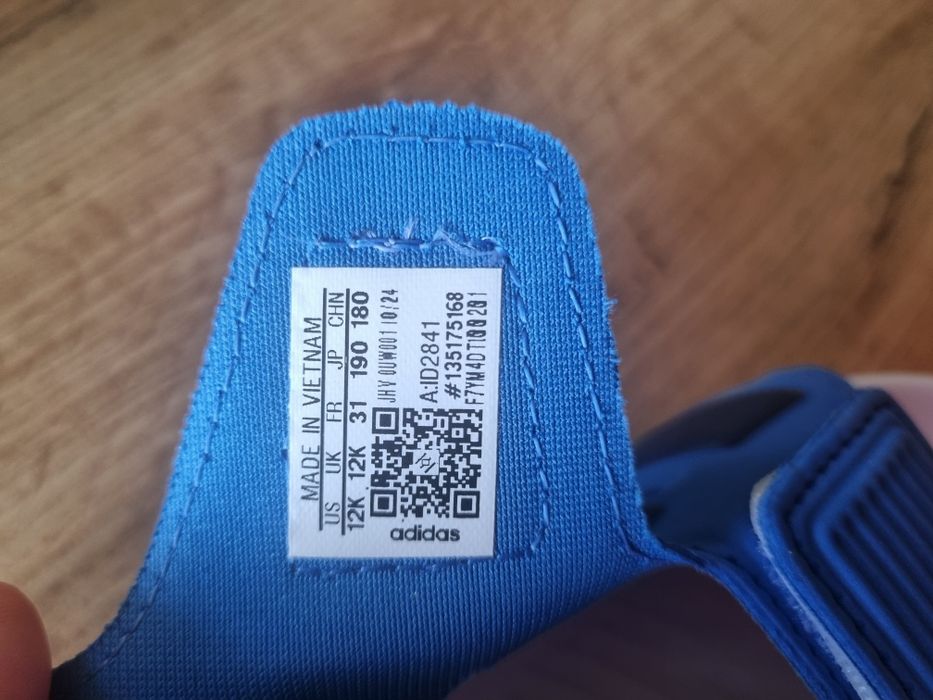 MADE IN VIETNAM
US UK FR JP CHN
12K 12K 31 190 180
JHV 0UW001 10/24
A:ID2841
#135175168
adidas